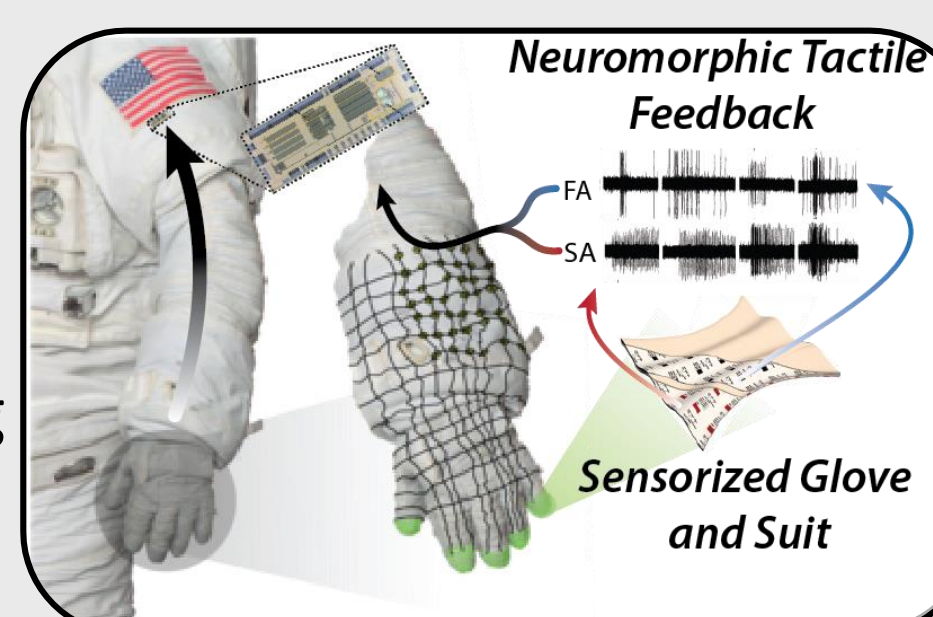 Neuromorphic Tactile
Feedback
FA
SA
Sensorized Glove
and Suit